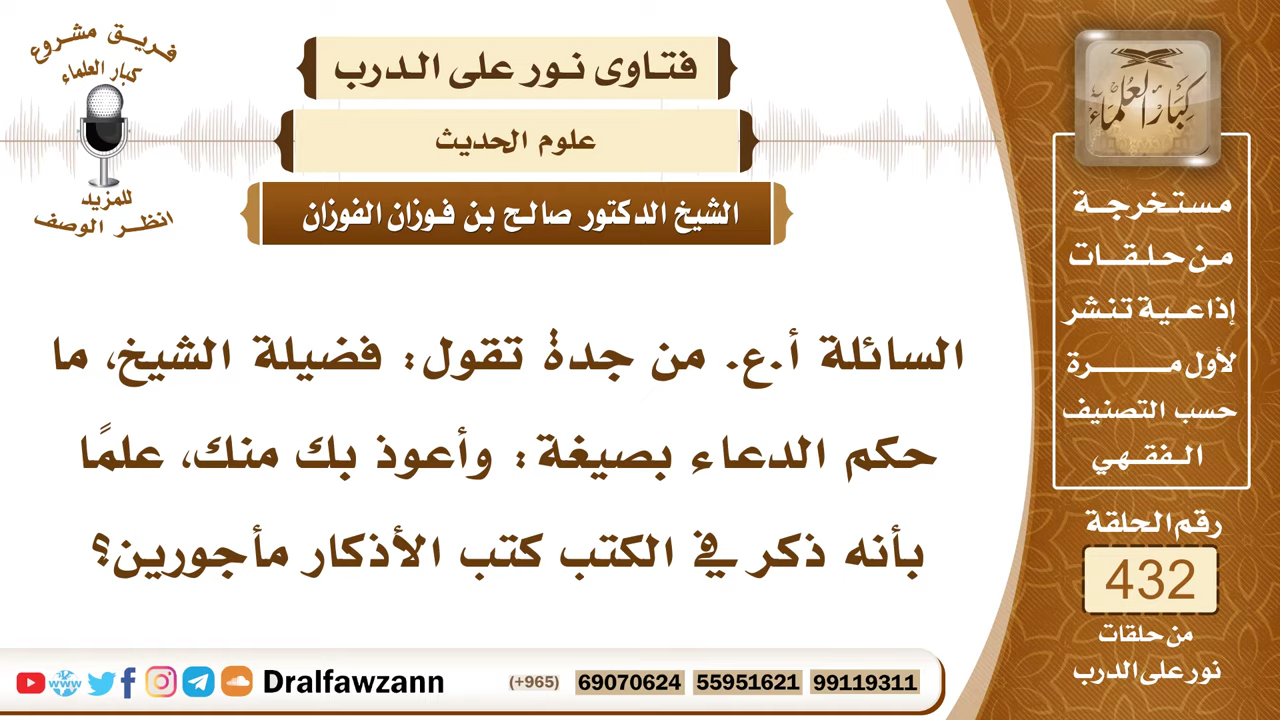 فريق مشروع
كبار العلماء
للمزيد
انظر الوصف
فتاوى نور على الدرب
علوم الحديث
الشيخ الدكتور صالح بن فوزان الفوزان
السائلة أ.ع. من جدة تقول: فضيلة الشيخ، ما
حكم الدعاء بصيغة: وأعوذ بك منك، علمًا
بأنه ذكر في الكتب كتب الأذكار مأجورين؟
كبار العلماء
مستخرجة
من حلقات
إذاعية تنشر
لأول مرة
حسب التصنيف
الفقهي
رقم الحلقة
432
من حلقات
نور على الدرب
www
Dralfawzann (+965) 69070624 55951621 99119311